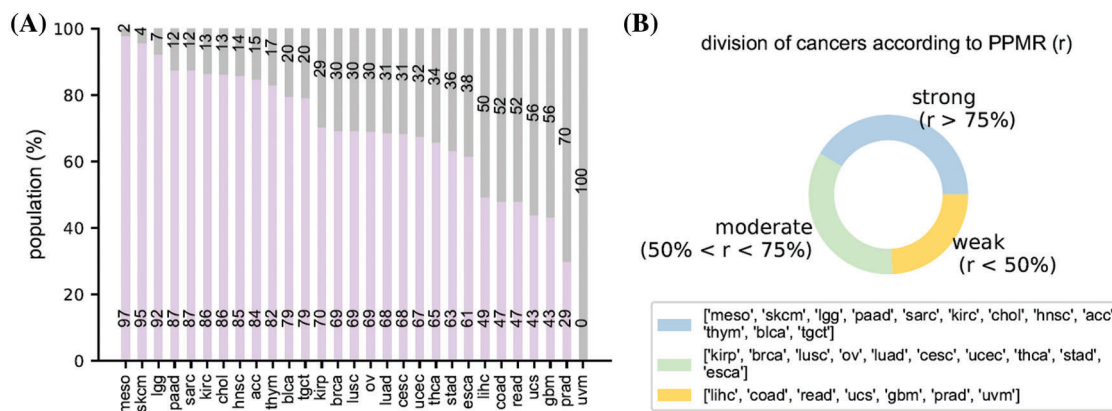 (A)
100
80
60
40
20
0
population (%)
2 4 7 12 12 13 13 14 15 17 20 20 29 30 30 30 31 31 32 34 36 38 50 52 52 56 56 70 100
97 95 92 87 87 86 86 85 84 82 79 79 70 69 69 69 68 68 67 65 63 61 49 47 47 43 43 29 0
meso skcm lgg paad sarc kirc chol hnsc acc thym blca tgct kirp brca lusc ov luad cesc ucec thca stad esca lihc coad read ucs gbm prad uvm
(B)
division of cancers according to PPMR (r)
strong
(r > 75%)
moderate
(50% < r < 75%)
weak
(r < 50%)
['meso', 'skcm', 'lgg', 'paad', 'sarc', 'kirc', 'chol', 'hnsc', 'acc'
'thym', 'blca', 'tgct']
['kirp', 'brca', 'lusc', 'ov', 'luad', 'cesc', 'ucec', 'thca', 'stad',
'esca']
['lihc', 'coad', 'read', 'ucs', 'gbm', 'prad', 'uvm']